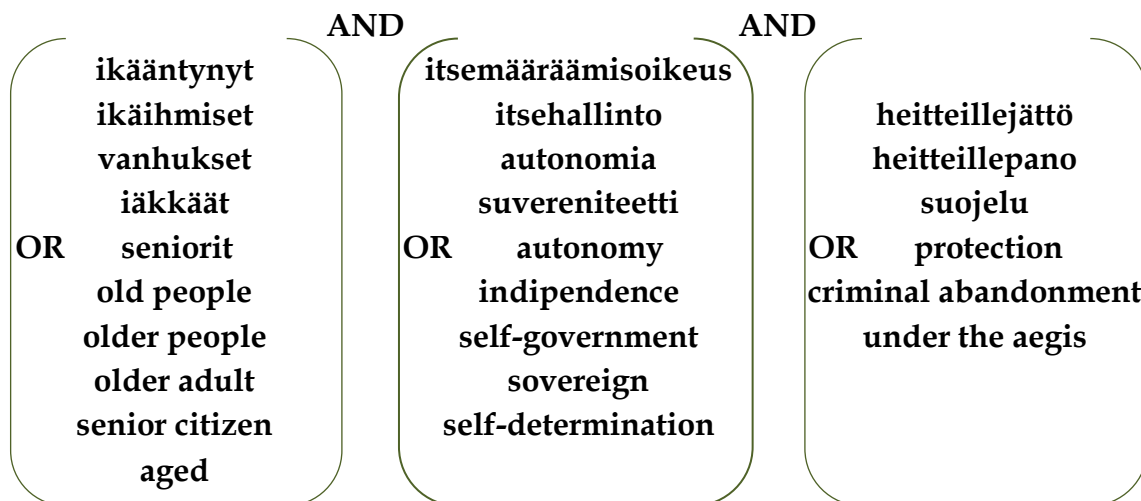 AND AND
ikääntynyt
ikäihmiset
vanhukset
iäkkäät
OR seniorit
old people
older people
older adult
senior citizen
aged
itsemääräämisoikeus
itsehallinto
autonomia
suvereniteetti
OR autonomy
indipendence
self-government
sovereign
self-determination
heitteillejättö
heitteillepano
suojelu
OR protection
criminal abandonment
under the aegis